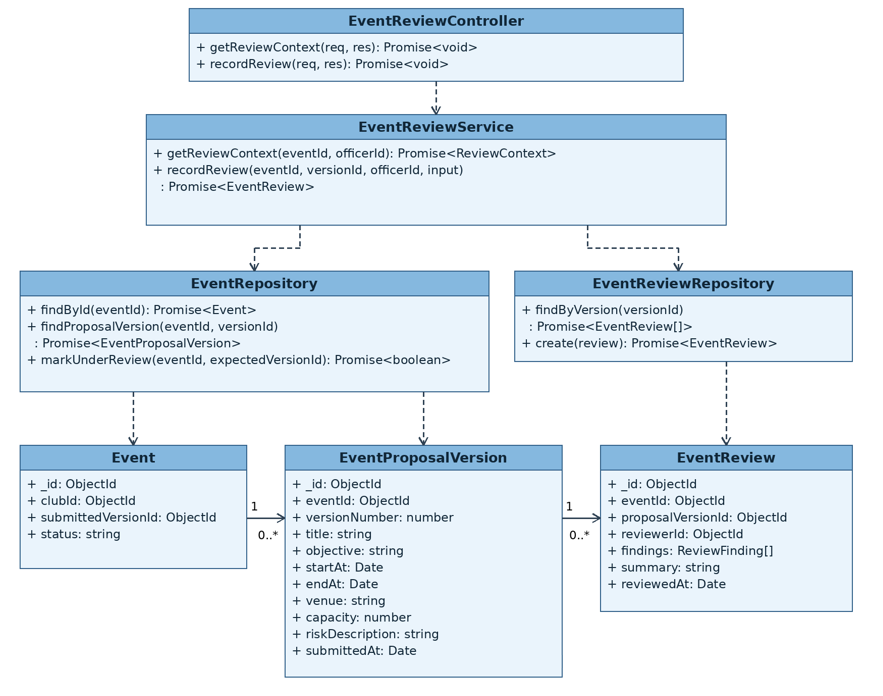 EventReviewController
+ getReviewContext(req, res): Promise<void>
+ recordReview(req, res): Promise<void>
EventReviewService
+ getReviewContext(eventId, officerId): Promise<ReviewContext>
+ recordReview(eventId, versionId, officerId, input)
: Promise<EventReview>
EventRepository
+ findById(eventId): Promise<Event>
+ findProposalVersion(eventId, versionId)
: Promise<EventProposalVersion>
+ markUnderReview(eventId, expectedVersionId): Promise<boolean>
EventReviewRepository
+ findByVersion(versionId)
: Promise<EventReview[]>
+ create(review): Promise<EventReview>
Event
+ _id: ObjectId
+ clubId: ObjectId
+ submittedVersionId: ObjectId
+ status: string
1
0..*
EventProposalVersion
+ _id: ObjectId
+ eventId: ObjectId
+ versionNumber: number
+ title: string
+ objective: string
+ startAt: Date
+ endAt: Date
+ venue: string
+ capacity: number
+ riskDescription: string
+ submittedAt: Date
1
0..*
EventReview
+ _id: ObjectId
+ eventId: ObjectId
+ proposalVersionId: ObjectId
+ reviewerId: ObjectId
+ findings: ReviewFinding[]
+ summary: string
+ reviewedAt: Date